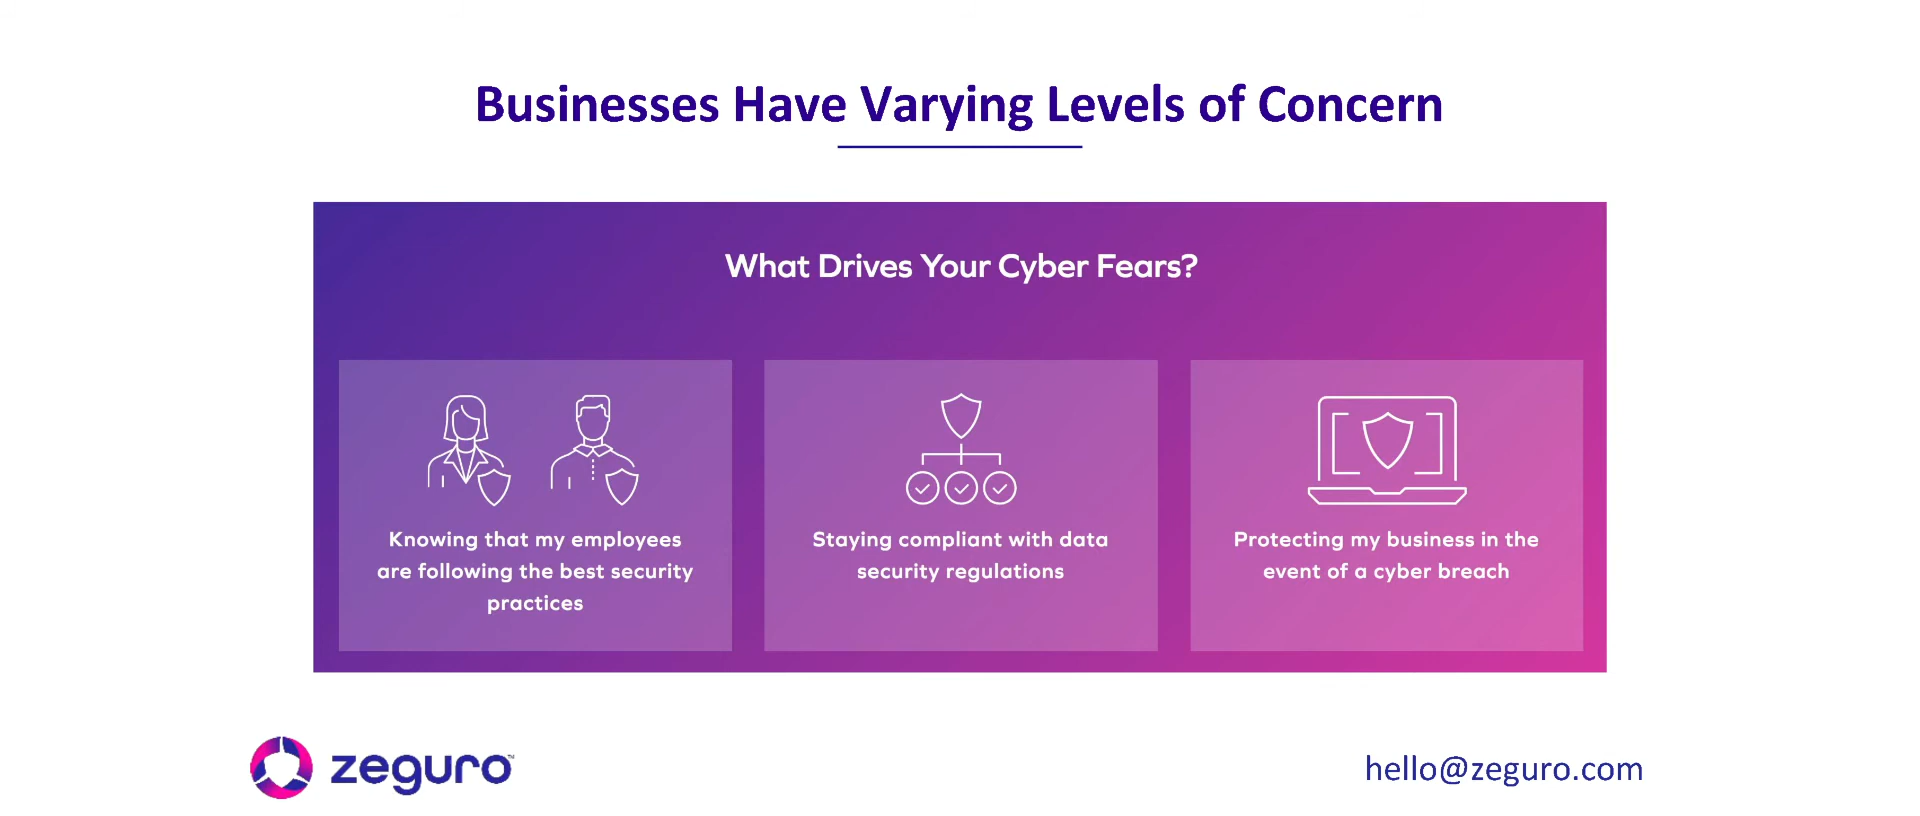 Businesses Have Varying Levels of Concern
What Drives Your Cyber Fears?
Knowing that my employees
are following the best security
practices
Staying compliant with data
security regulations
Protecting my business in the
event of a cyber breach
zeguro™
hello@zeguro.com